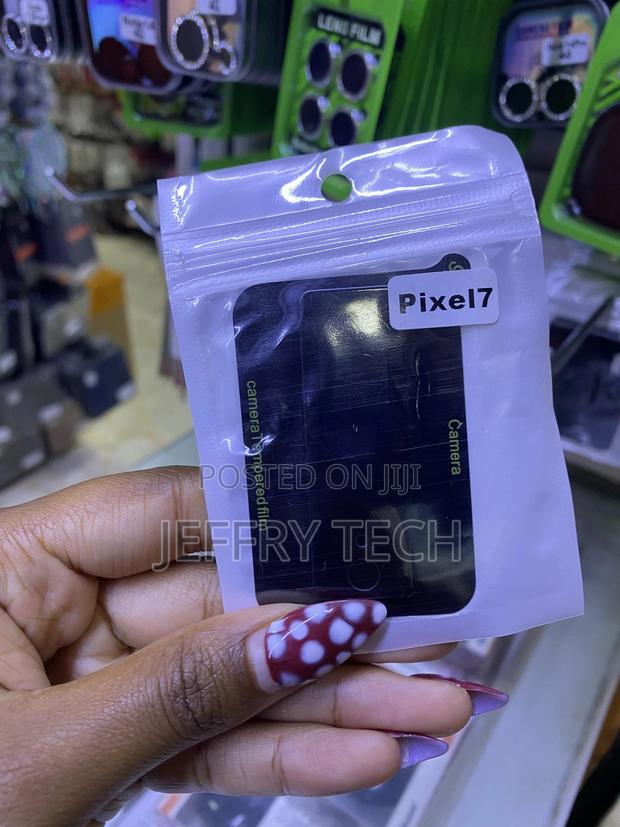 LENS FILM
Pixel7
camera Tempered film
Camera
POSTED ON JIJI
JEFFRY TECH